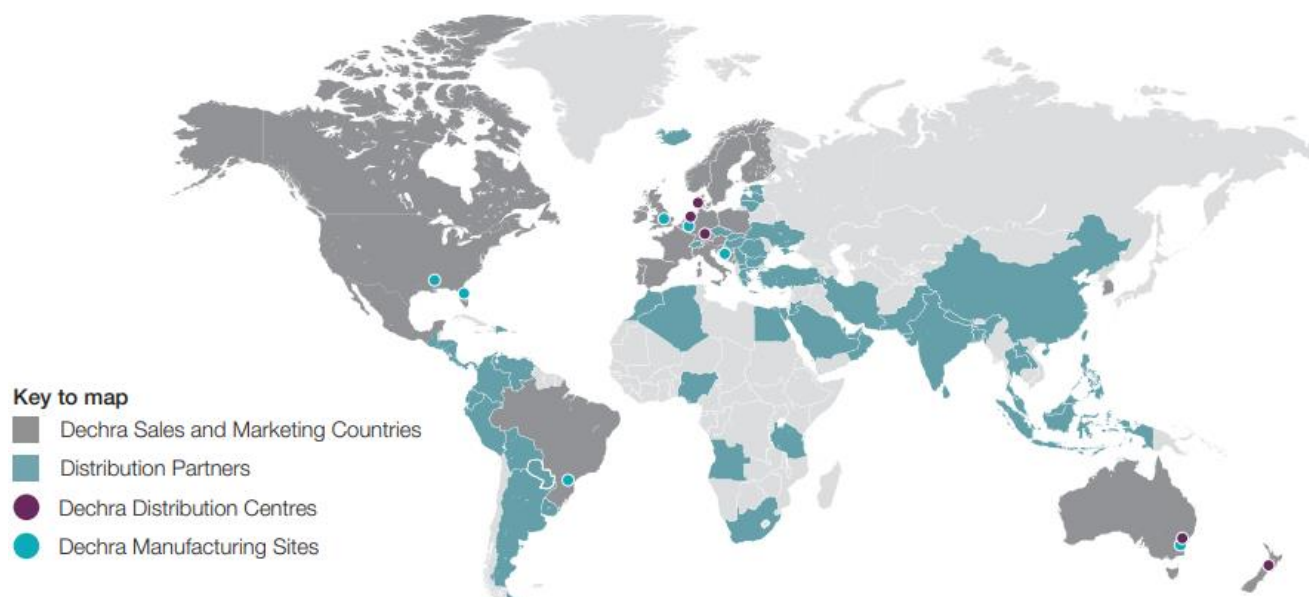 Key to map
Dechra Sales and Marketing Countries
Distribution Partners
Dechra Distribution Centres
Dechra Manufacturing Sites